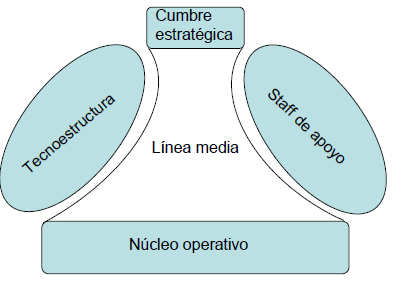 Cumbre
estratégica
Tecnoestructura
Staff de apoyo
Línea media
Núcleo operativo